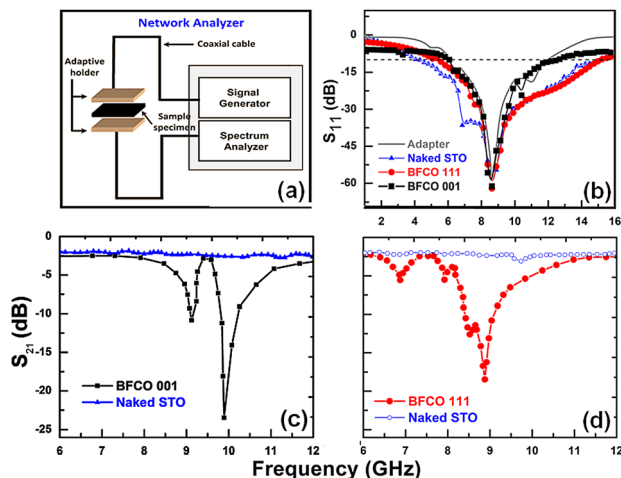 Network Analyzer
Coaxial cable
Adaptive
holder
Sample
specimen
Signal
Generator
Spectrum
Analyzer
(a)
S11 (dB)
0
-15
-30
-45
-60
2 4 6 8 10 12 14 16
Adapter
Naked STO
BFCO 111
BFCO 001
(b)
S21 (dB)
0
-5
-10
-15
-20
-25
6 7 8 9 10 11 12
BFCO 001
Naked STO
(c)
6 7 8 9 10 11 12
BFCO 111
Naked STO
(d)
Frequency (GHz)